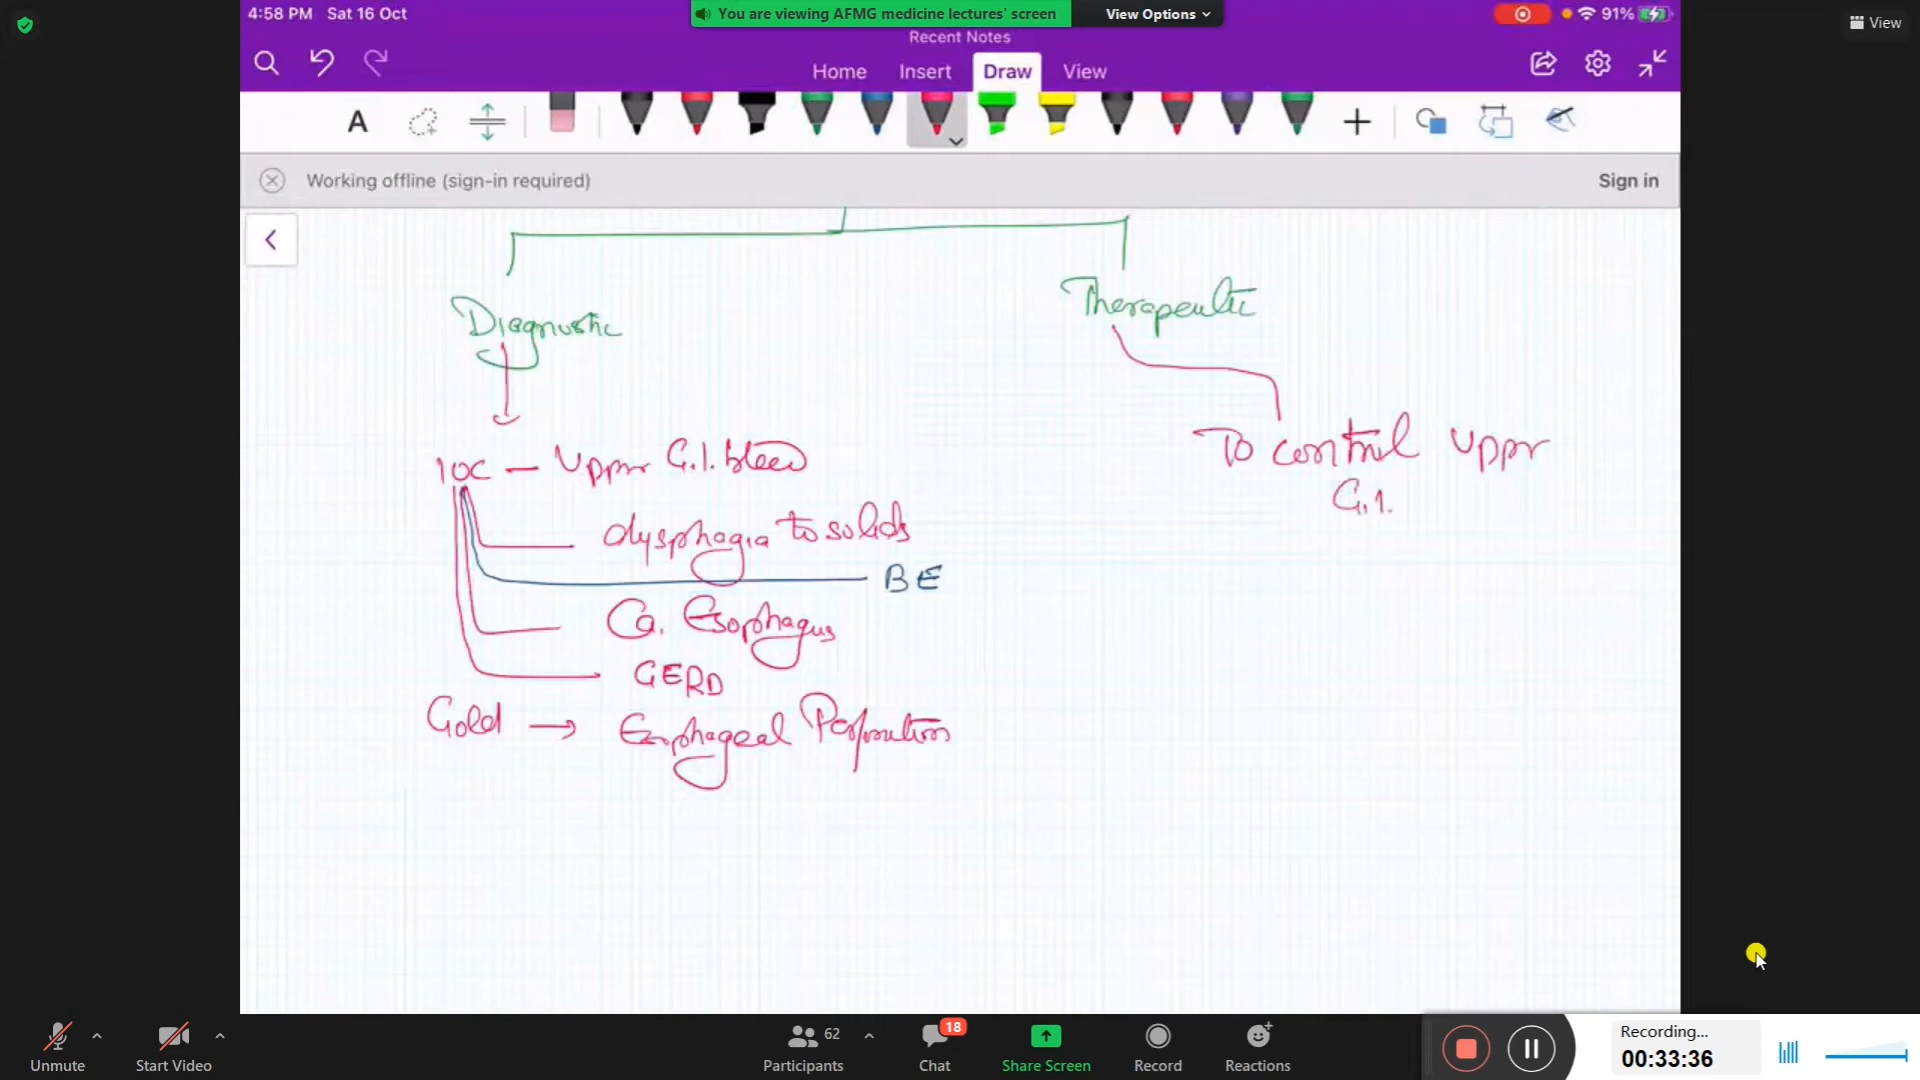 4:58 PM Sat 16 Oct
You are viewing AFMG medicine lectures' screen
View Options
91%
View
Recent Notes
Home Insert Draw View
A
Working offline (sign-in required)
Sign in
Diagnostic
Therapeutic
IOC — Upper G.I. bleed
To control Upper
G.I.
dysphagia to solids
BE
Ca. Esophagus
GERD
Gold → Esophageal Perforation
Unmute
Start Video
62
Participants
18
Chat
Share Screen
Record
Reactions
Recording...
00:33:36